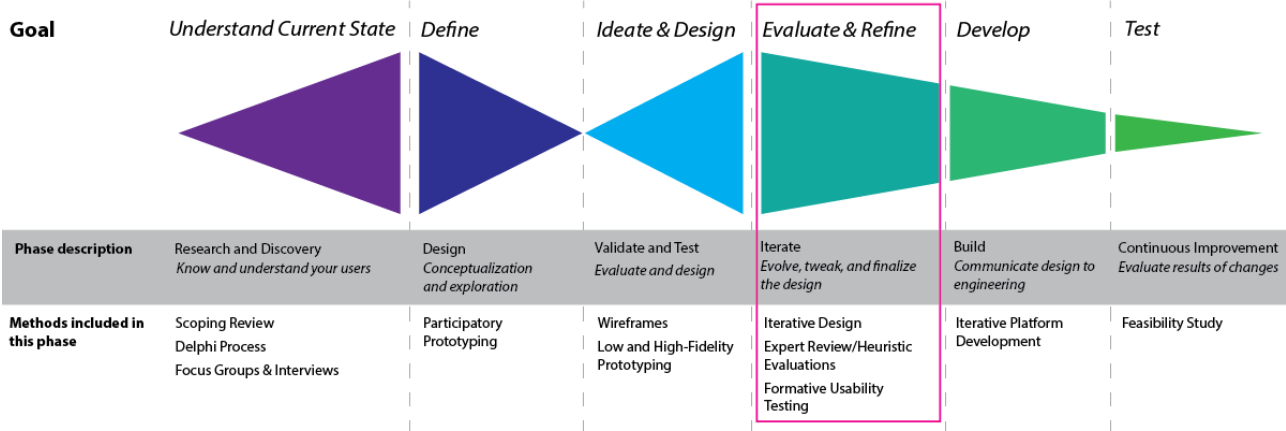 Goal
Understand Current State
Define
Ideate & Design
Evaluate & Refine
Develop
Test
Phase description
Research and Discovery
Know and understand your users
Design
Conceptualization
and exploration
Validate and Test
Evaluate and design
Iterate
Evolve, tweak, and finalize
the design
Build
Communicate design to
engineering
Continuous Improvement
Evaluate results of changes
Methods included in
this phase
Scoping Review
Delphi Process
Focus Groups & Interviews
Participatory
Prototyping
Wireframes
Low and High-Fidelity
Prototyping
Iterative Design
Expert Review/Heuristic
Evaluations
Formative Usability
Testing
Iterative Platform
Development
Feasibility Study